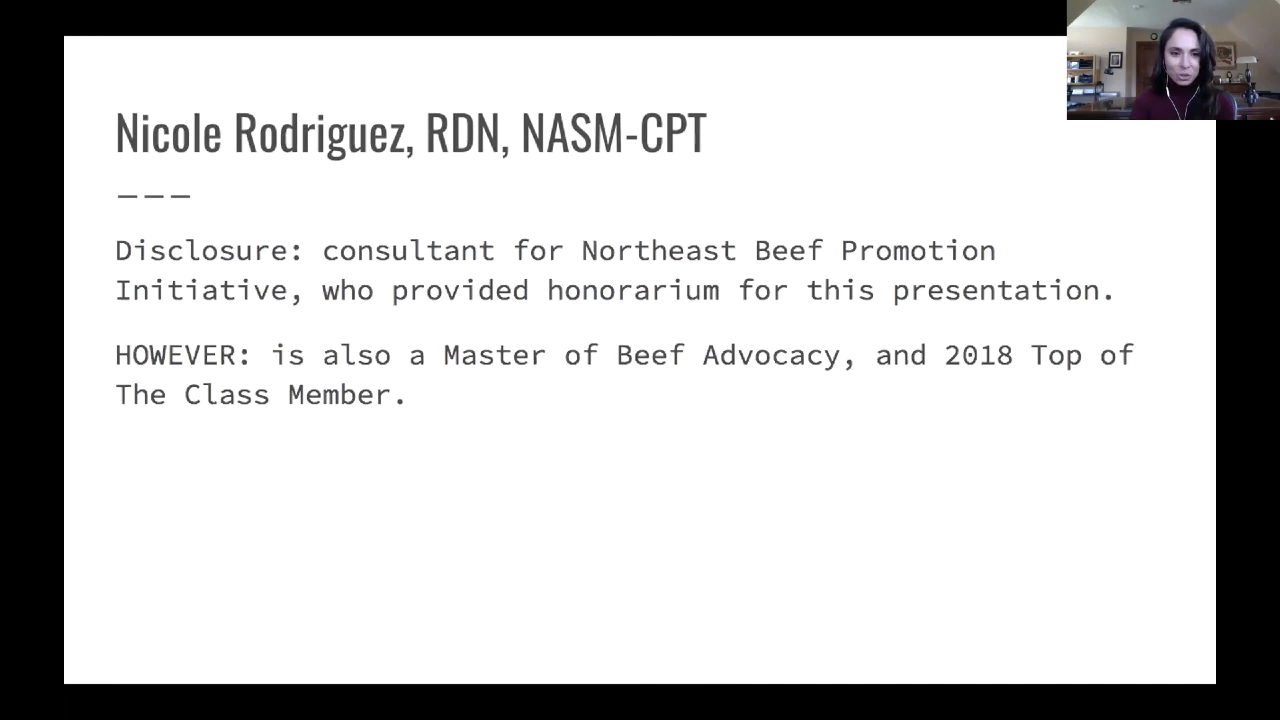 Nicole Rodriguez, RDN, NASM-CPT
Disclosure: consultant for Northeast Beef Promotion
Initiative, who provided honorarium for this presentation.
HOWEVER: is also a Master of Beef Advocacy, and 2018 Top of
The Class Member.